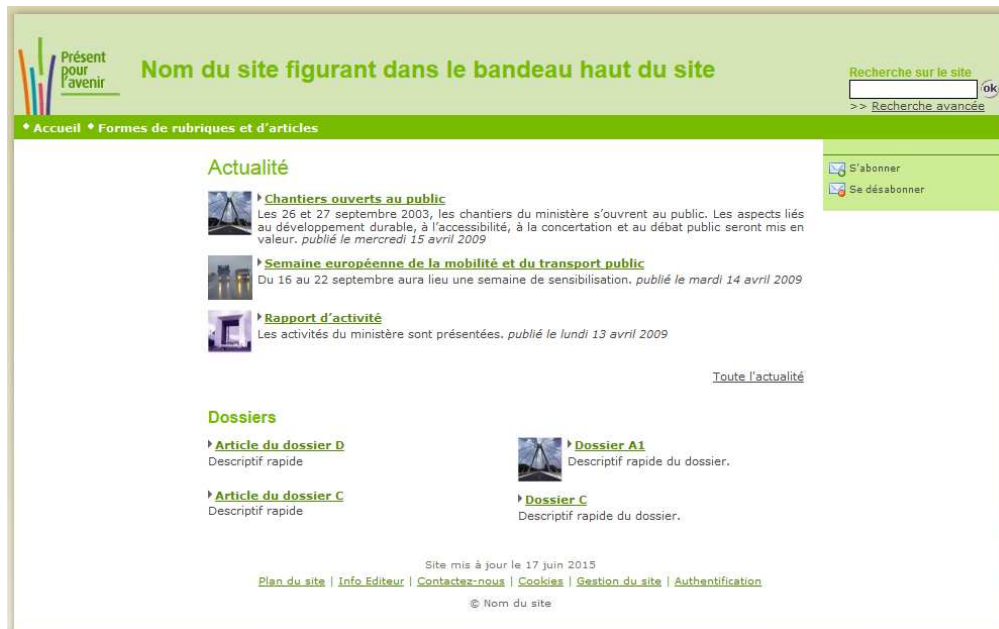 Présent
pour
l'avenir
Nom du site figurant dans le bandeau haut du site
Recherche sur le site
ok
>> Recherche avancée
Accueil Formes de rubriques et d'articles
S'abonner
Se désabonner
Actualité
Chantiers ouverts au public
Les 26 et 27 septembre 2003, les chantiers du ministère s'ouvrent au public. Les aspects liés
au développement durable, à l'accessibilité, à la concertation et au débat public seront mis en
valeur. publié le mercredi 15 avril 2009
Semaine européenne de la mobilité et du transport public
Du 16 au 22 septembre aura lieu une semaine de sensibilisation. publié le mardi 14 avril 2009
Rapport d'activité
Les activités du ministère sont présentées. publié le lundi 13 avril 2009
Toute l'actualité
Dossiers
Article du dossier D
Descriptif rapide
Article du dossier C
Descriptif rapide
Dossier A1
Descriptif rapide du dossier.
Dossier C
Descriptif rapide du dossier.
Site mis à jour le 17 juin 2015
Plan du site | Info Editeur | Contactez-nous | Cookies | Gestion du site | Authentification
© Nom du site